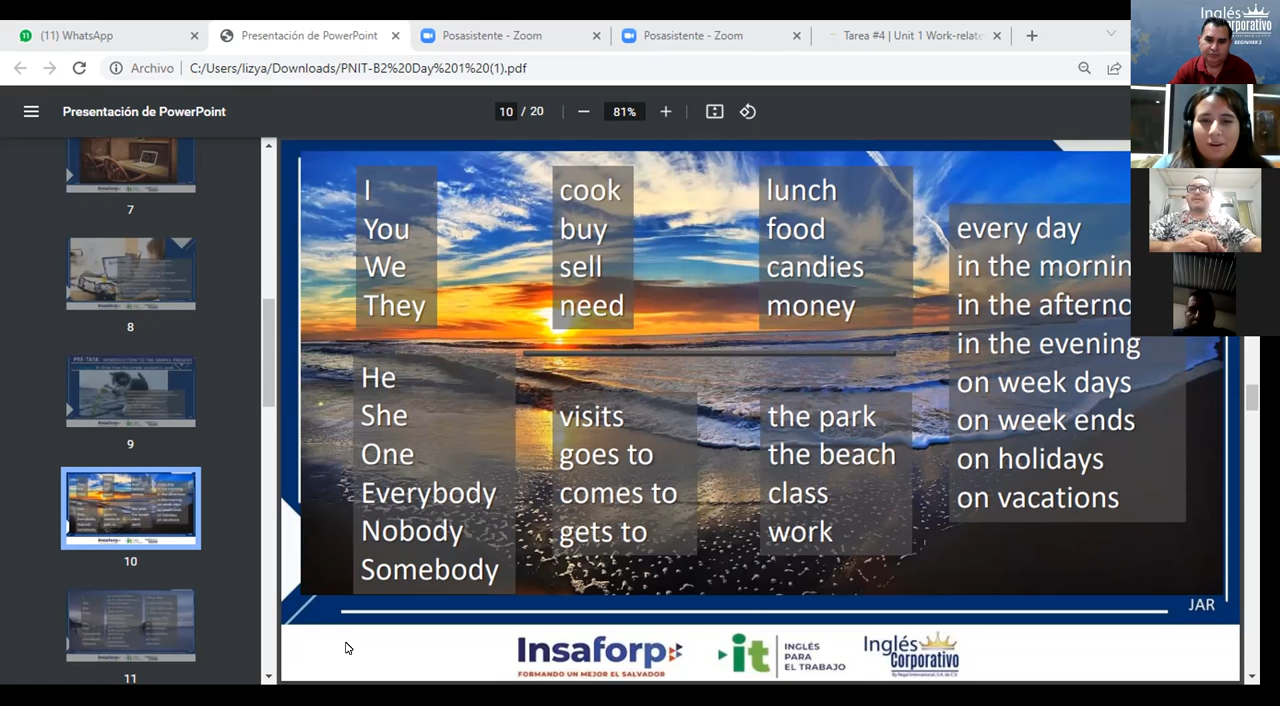 (11) WhatsApp
Presentación de PowerPoint
Posasistente - Zoom
Posasistente - Zoom
Tarea #4 | Unit 1 Work-relate
Archivo
C:/Users/lizya/Downloads/PNIT-B2%20Day%201%20(1).pdf
Presentación de PowerPoint
10 / 20
81%
Inglés
Corporativo
BEGINNER 2
7
8
9
10
11
I
You
We
They
cook
buy
sell
need
lunch
food
candies
money
every day
in the mornin
in the afterno
in the evening
on week days
on week ends
on holidays
on vacations
He
She
One
Everybody
Nobody
Somebody
visits
goes to
comes to
gets to
the park
the beach
class
work
JAR
Insaforp
FORMANDO UN MEJOR EL SALVADOR
it
INGLÉS
PARA
EL TRABAJO
Inglés
Corporativo